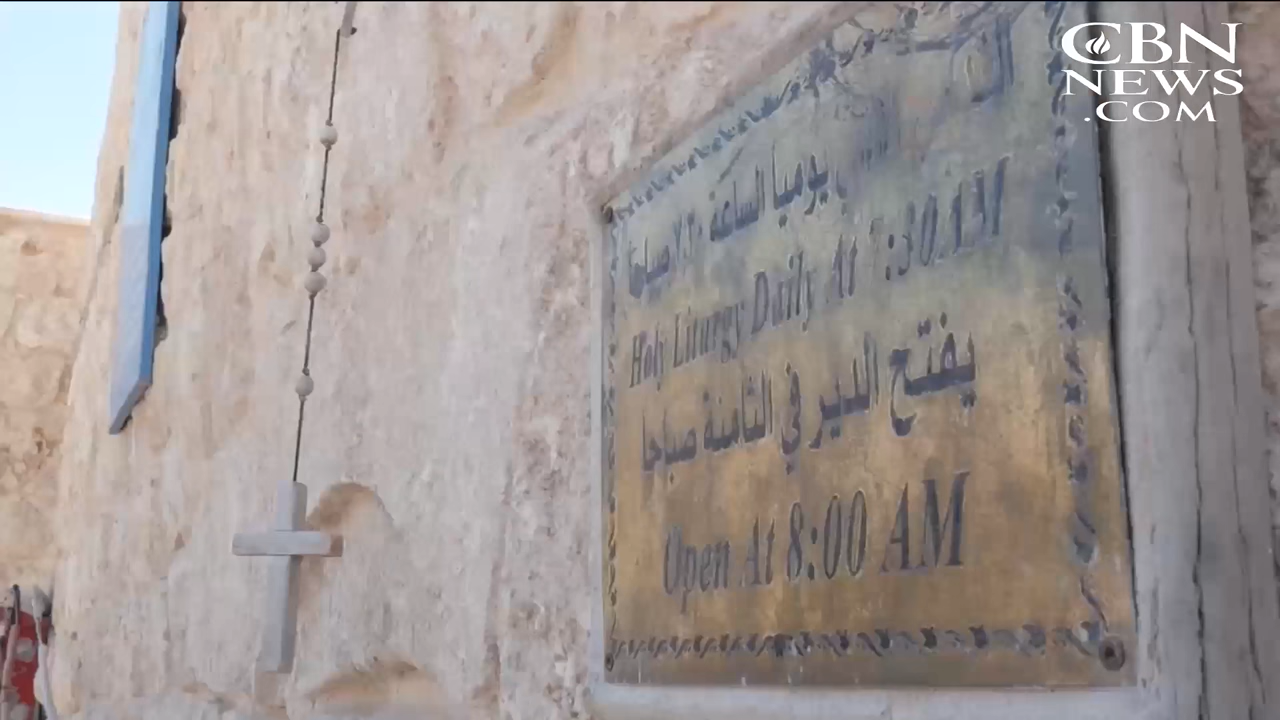 CBN
NEWS
.COM
يوميا الساعة ٧،٣٠ صباحا
Holy Liturgy Daily At 7:30 AM
يفتح الدير في الثامنة صباحا
Open At 8:00 AM